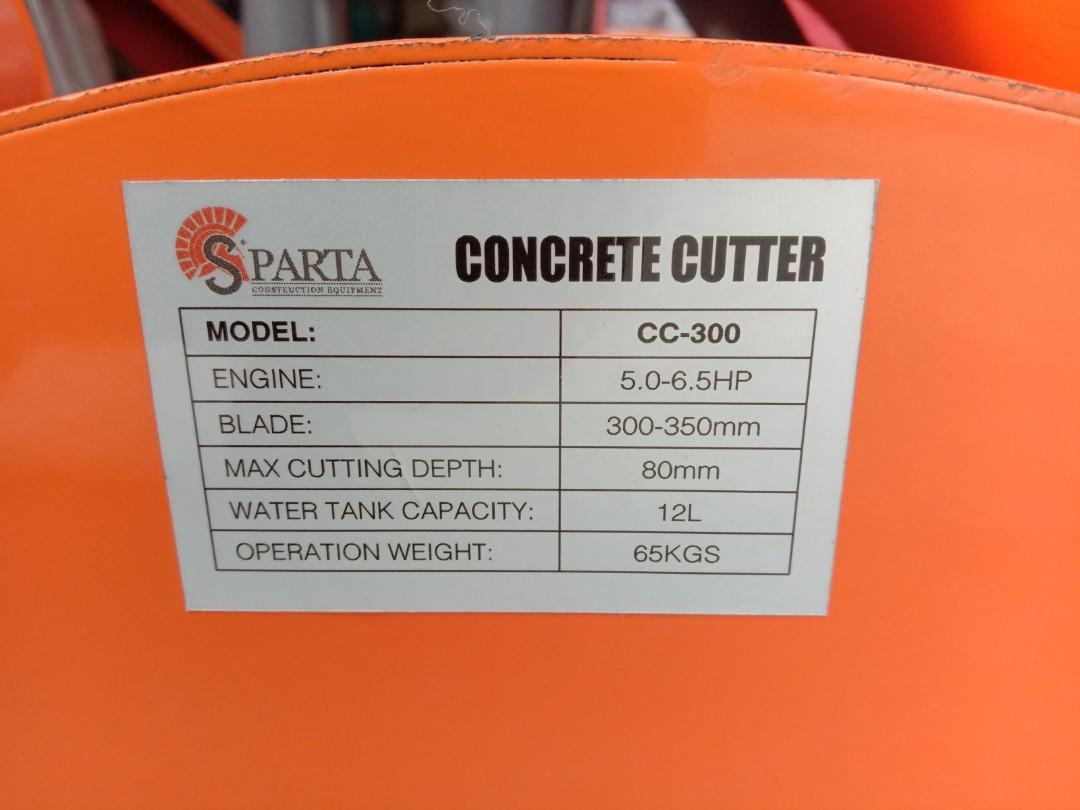 SPARTA
CONSTRUCTION EQUIPMENT
CONCRETE CUTTER
MODEL: CC-300
ENGINE: 5.0-6.5HP
BLADE: 300-350mm
MAX CUTTING DEPTH: 80mm
WATER TANK CAPACITY: 12L
OPERATION WEIGHT: 65KGS